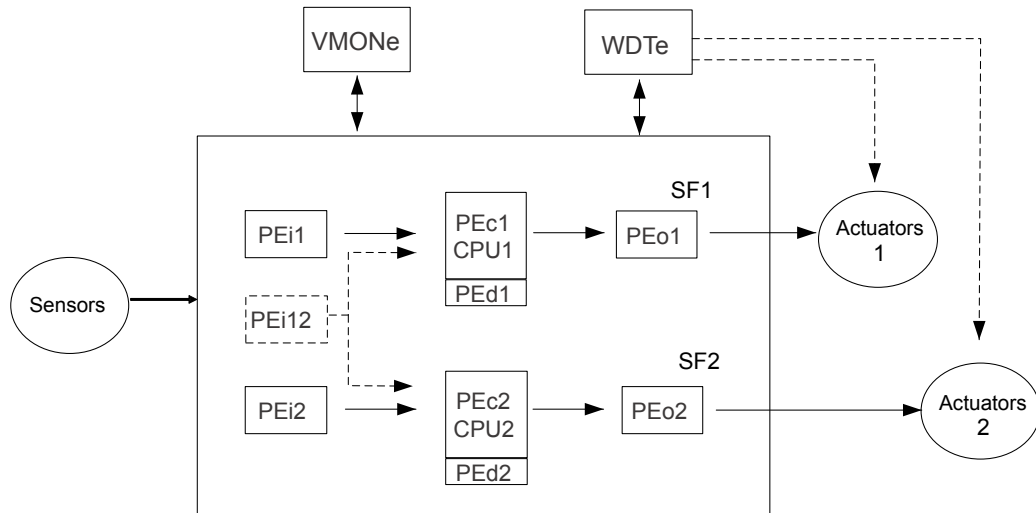 VMONe
WDTe
SF1
PEi1
PEc1
CPU1
PEo1
Actuators
1
PEd1
Sensors
PEi12
SF2
PEi2
PEc2
CPU2
PEo2
Actuators
2
PEd2